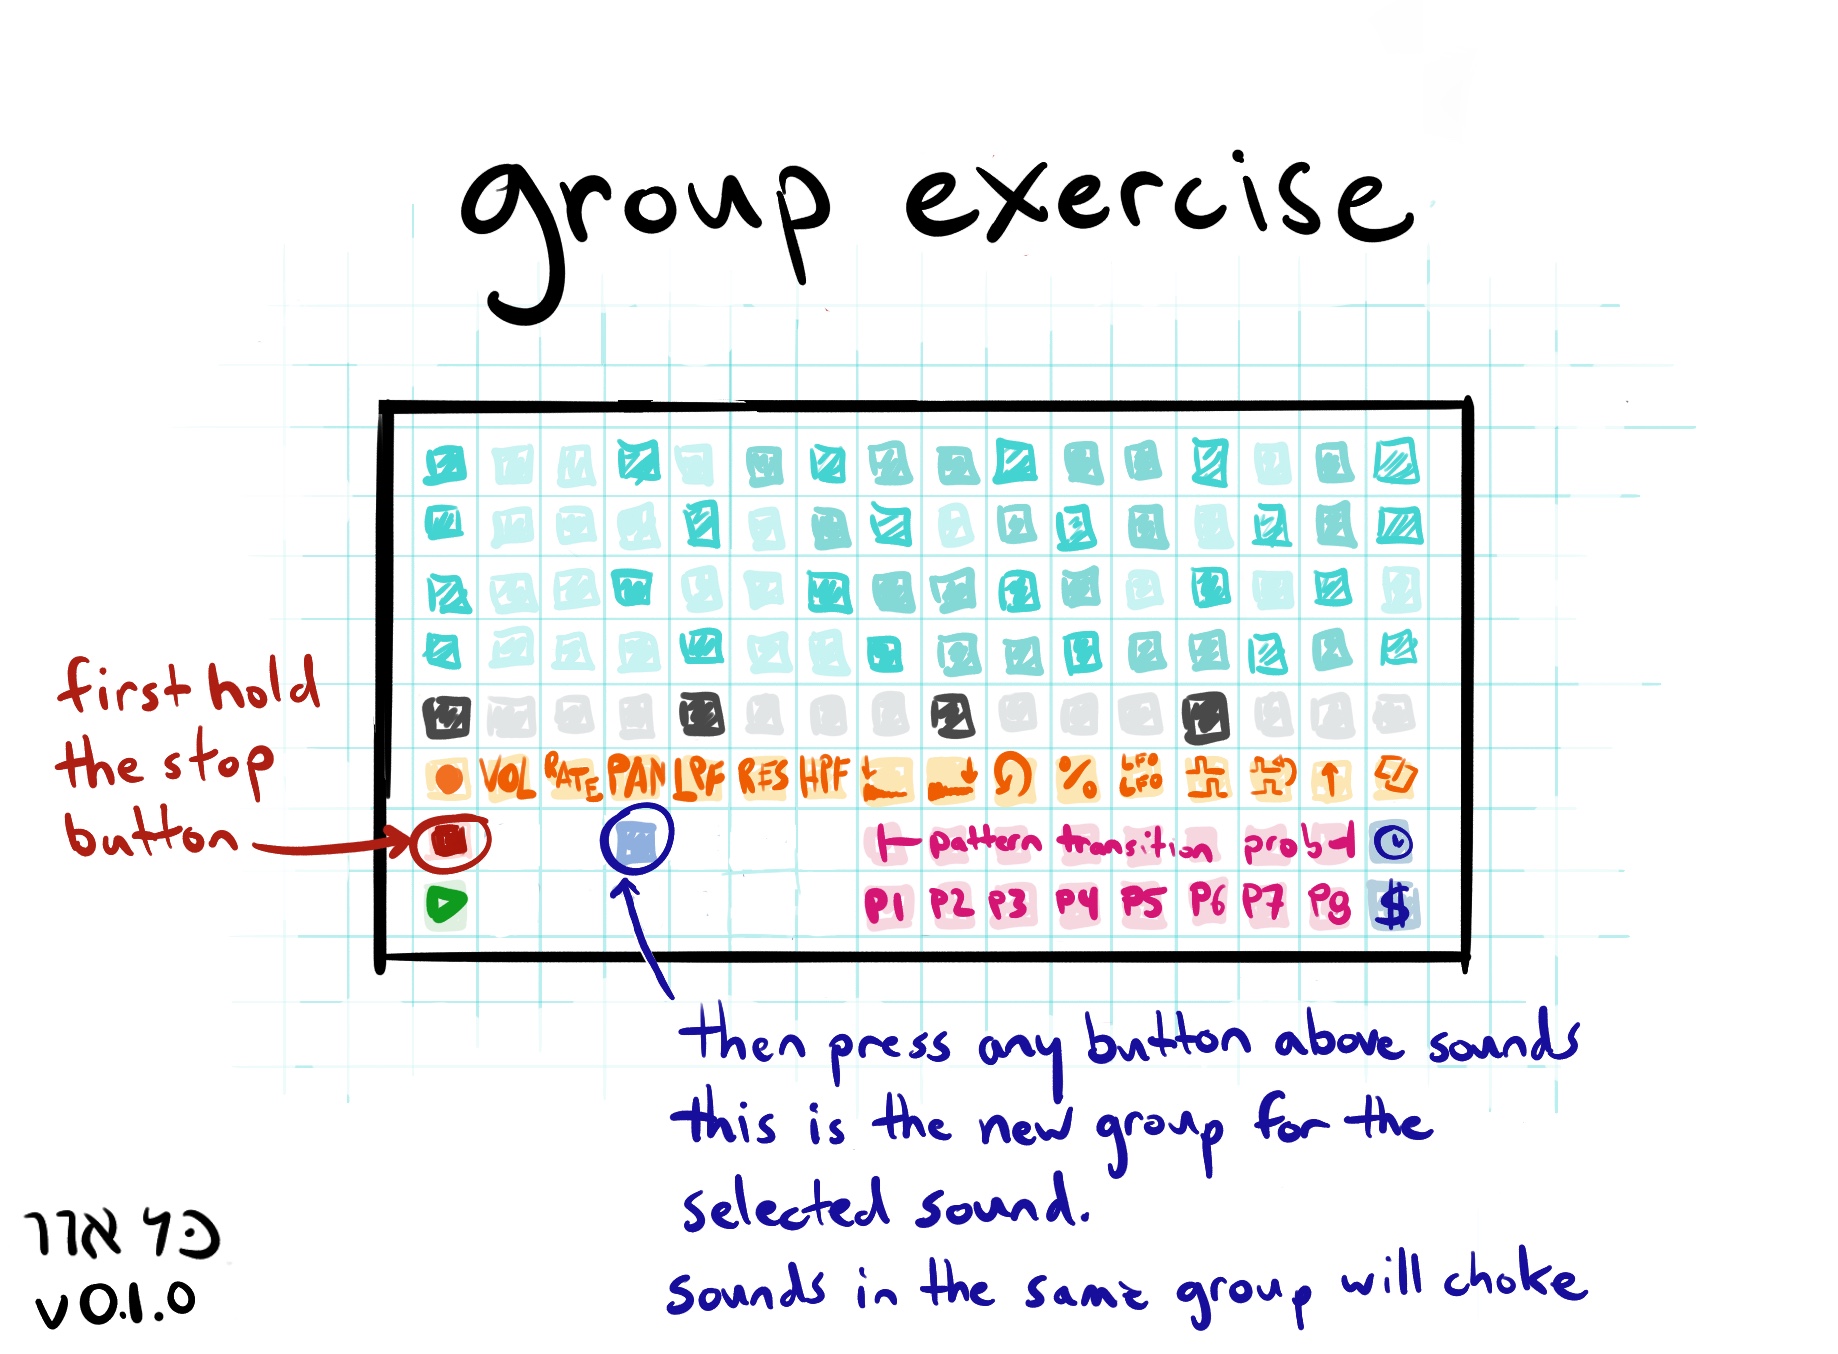 group exercise
first hold
the stop
button
VOL RATE PAN LPF RES HPF % LFO
LFO
pattern transition prob
P1 P2 P3 P4 P5 P6 P7 P8 $
then press any button above sounds
this is the new group for the
selected sound.
sounds in the same group will choke
כּל אור
v0.1.0